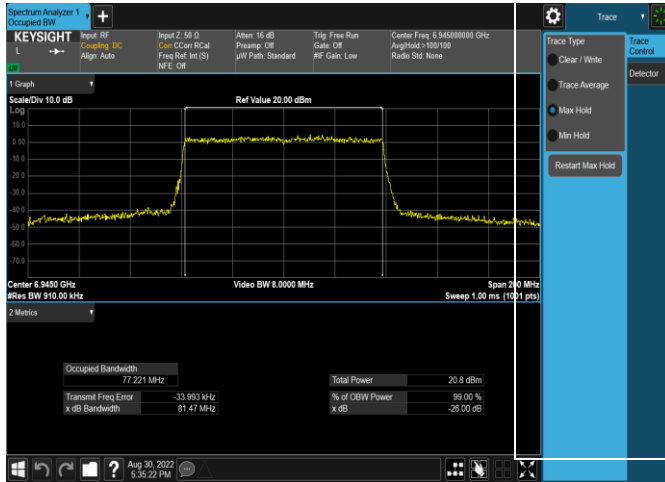 Spectrum Analyzer 1
Occupied BW
Trace
KEYSIGHT
L
Input: RF
Coupling: DC
Align: Auto
Input Z: 50 Ω
Corr CCorr RCal
Freq Ref: Int (S)
NFE: Off
Atten: 16 dB
Preamp: Off
µW Path: Standard
Trig: Free Run
Gate: Off
#IF Gain: Low
Center Freq: 6.945000000 GHz
Avg|Hold:>100/100
Radio Std: None
Trace Type
Clear / Write
Trace Average
Max Hold
Min Hold
Restart Max Hold
Trace
Control
Detector
1 Graph
Scale/Div 10.0 dB
Ref Value 20.00 dBm
Log
10.0
0.00
-10.0
-20.0
-30.0
-40.0
-50.0
-60.0
-70.0
Center 6.9450 GHz
Video BW 8.0000 MHz
Span 200 MHz
#Res BW 910.00 kHz
Sweep 1.00 ms (1001 pts)
2 Metrics
Occupied Bandwidth
77.221 MHz
Total Power
20.8 dBm
Transmit Freq Error
-33.993 kHz
% of OBW Power
99.00 %
x dB Bandwidth
81.47 MHz
x dB
-26.00 dB
Aug 30, 2022
5:35:22 PM